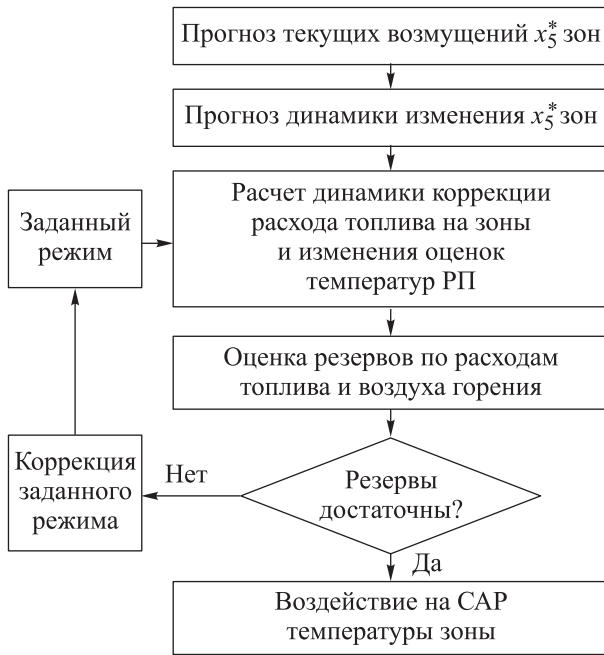 Прогноз текущих возмущений x₅* зон
Прогноз динамики изменения x₅* зон
Расчет динамики коррекции
расхода топлива на зоны
и изменения оценок
температур РП
Заданный
режим
Оценка резервов по расходам
топлива и воздуха горения
Резервы
достаточны?
Нет
Коррекция
заданного
режима
Да
Воздействие на САР
температуры зоны